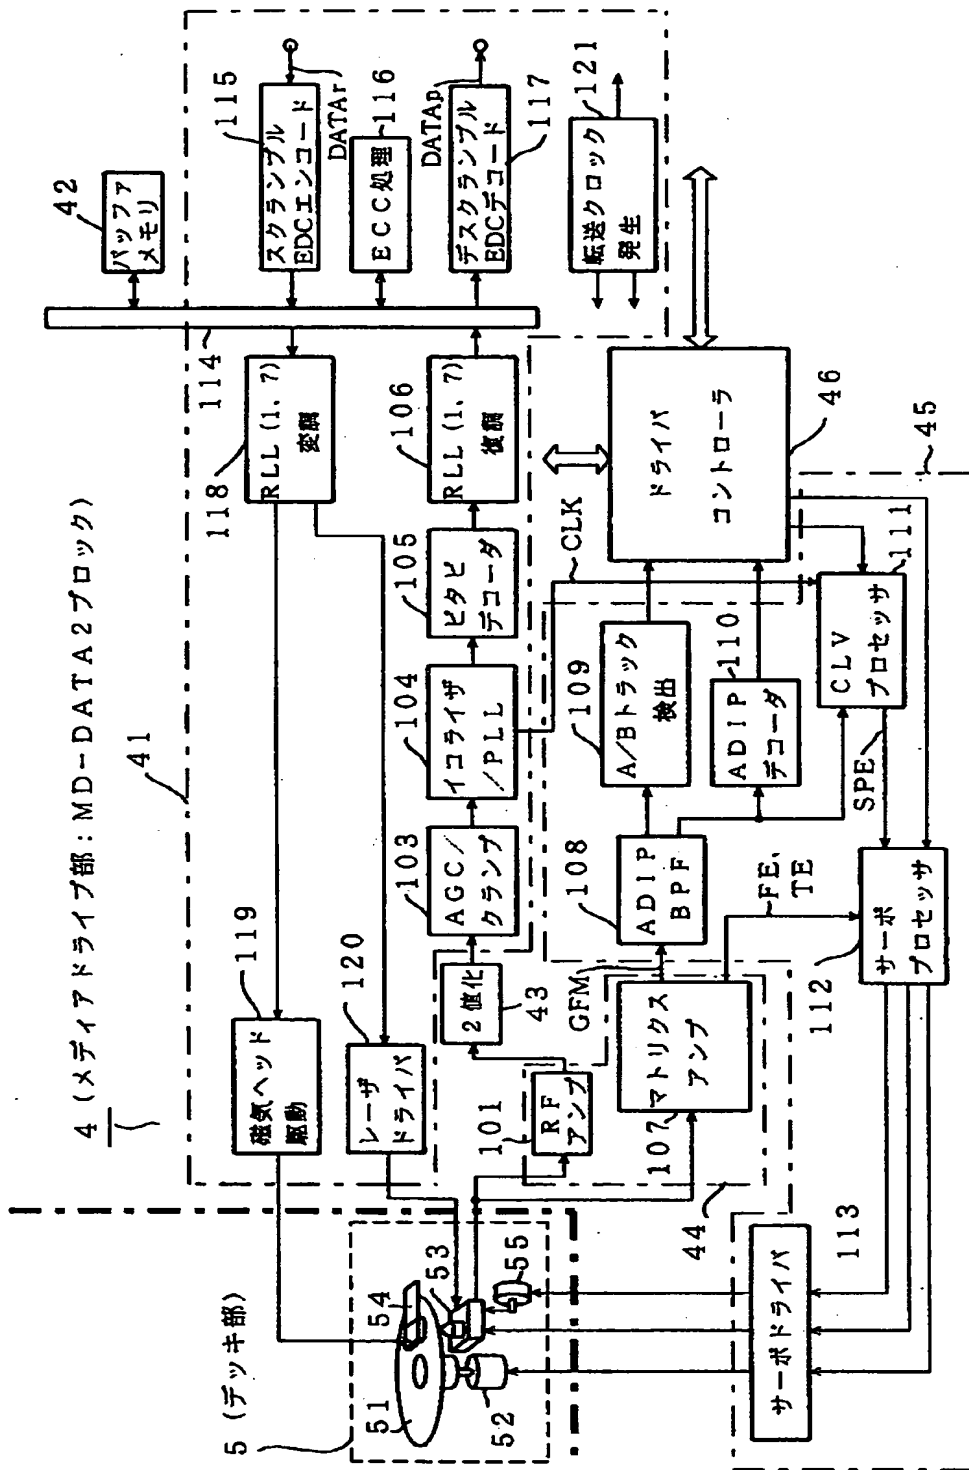 4 (メディアドライブ部:MD-DATA2ブロック)
5 (デッキ部)
41
42
バッファ
メモリ
114
スクランブル
EDCエンコード
115
DATAr
ECC処理
116
デスクランブル
EDCデコード
117
DATAp
転送クロック
発生
121
118
RLL(1、7)
変調
106
RLL(1、7)
復調
105
ビタビ
デコーダ
104
イコライザ
/PLL
103
AGC/
クランプ
2値化
43
119
磁気ヘッド
駆動
120
レーザ
ドライバ
101
RF
アンプ
マトリクス
アンプ
107
44
GFM
108
ADIP
BPF
109
A/Bトラック
検出
ADIP
デコーダ
110
CLK
ドライバ
コントローラ
46
45
CLV
プロセッサ
111
SPE
FE、
TE
サーボ
プロセッサ
112
サーボドライバ
113
51
52
53
54
55